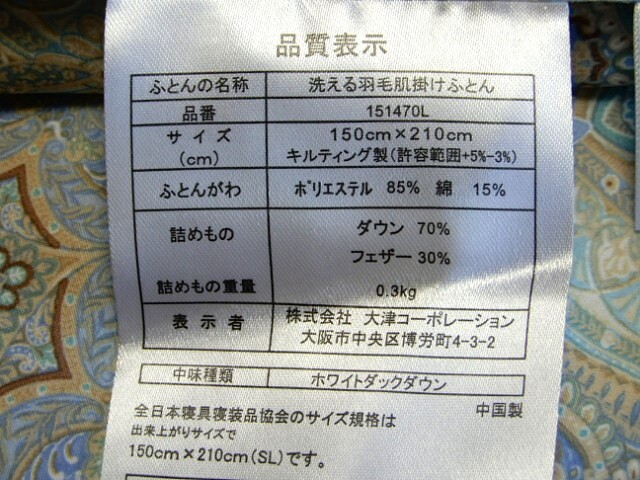 品質表示
ふとんの名称 洗える羽毛肌掛けふとん
品番 151470L
サイズ(cm) 150cm×210cm
キルティング製(許容範囲+5%-3%)
ふとんがわ ポリエステル 85% 綿 15%
詰めもの ダウン 70%
フェザー 30%
詰めもの重量 0.3kg
表示者 株式会社 大津コーポレーション
大阪市中央区博労町4-3-2
中味種類 ホワイトダックダウン
全日本寝具寝装品協会のサイズ規格は 中国製
出来上がりサイズで
150cm×210cm(SL)です。